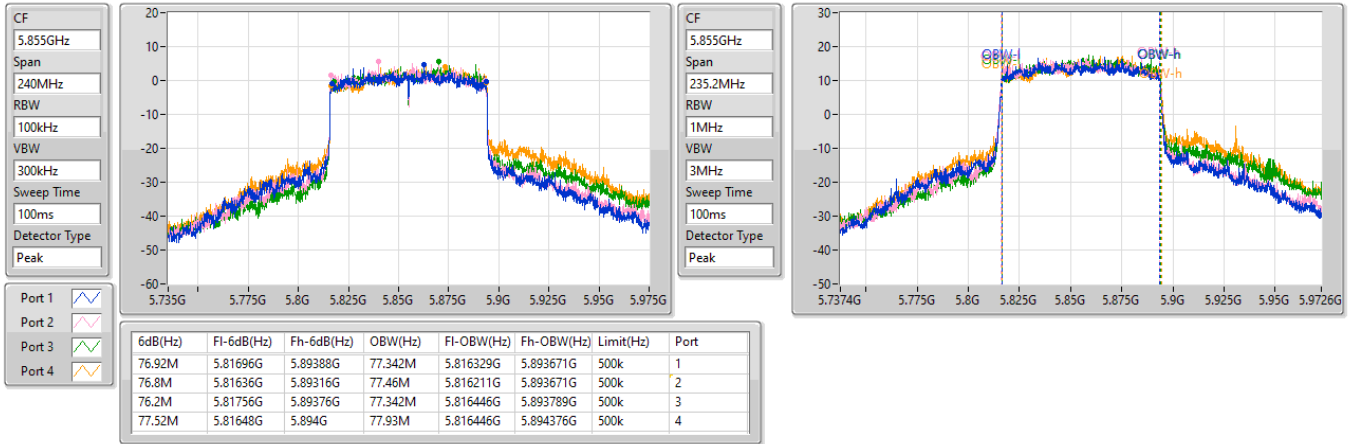 CF
5.855GHz
Span
240MHz
RBW
100kHz
VBW
300kHz
Sweep Time
100ms
Detector Type
Peak
20
10
0
-10
-20
-30
-40
-50
-60
5.735G 5.775G 5.8G 5.825G 5.85G 5.875G 5.9G 5.925G 5.95G 5.975G
CF
5.855GHz
Span
235.2MHz
RBW
1MHz
VBW
3MHz
Sweep Time
100ms
Detector Type
Peak
30
20
10
0
-10
-20
-30
-40
-50
OBW-l OBW-h
OBW-h
5.7374G 5.775G 5.8G 5.825G 5.85G 5.875G 5.9G 5.925G 5.95G 5.9726G
Port 1
Port 2
Port 3
Port 4
6dB(Hz) Fl-6dB(Hz) Fh-6dB(Hz) OBW(Hz) Fl-OBW(Hz) Fh-OBW(Hz) Limit(Hz) Port
76.92M 5.81696G 5.89388G 77.342M 5.816329G 5.893671G 500k 1
76.8M 5.81636G 5.89316G 77.46M 5.816211G 5.893671G 500k 2
76.2M 5.81756G 5.89376G 77.342M 5.816446G 5.893789G 500k 3
77.52M 5.81648G 5.894G 77.93M 5.816446G 5.894376G 500k 4